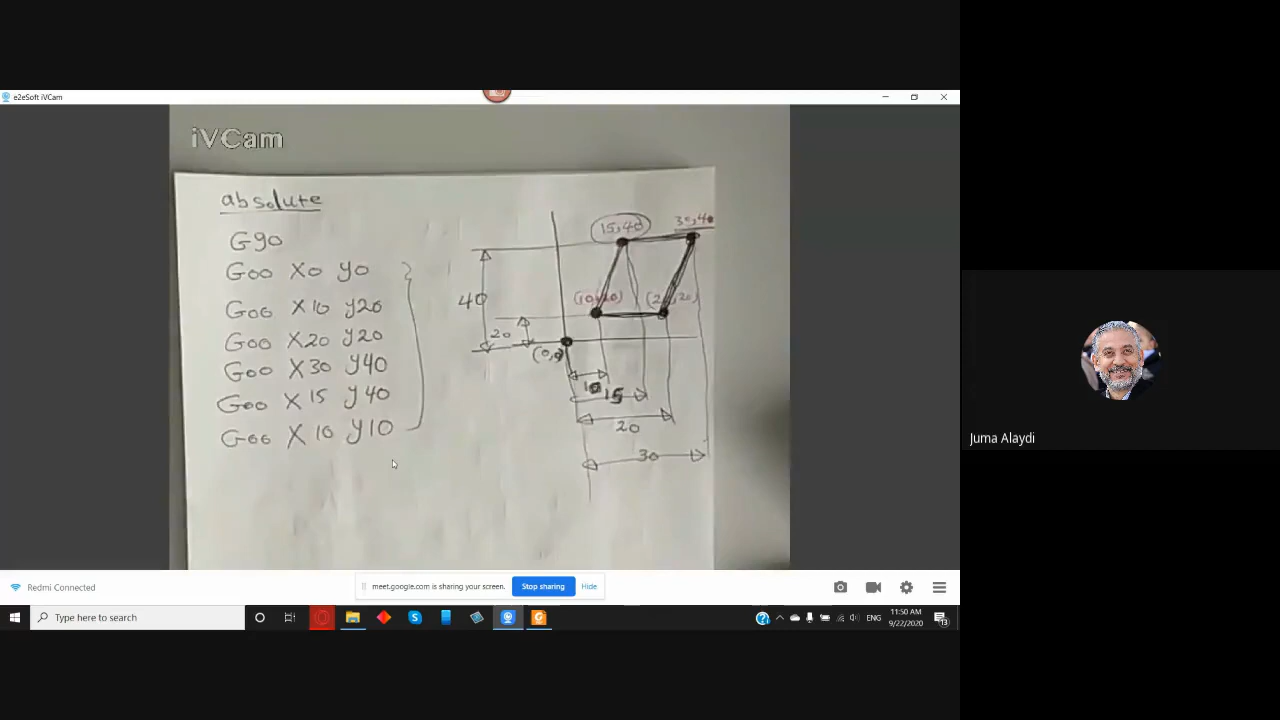 e2eSoft iVCam
iVCam
absolute
G90
G00 X0 Y0
G00 X10 Y20
G00 X20 Y20
G00 X30 Y40
G00 X15 Y40
G00 X10 Y10
15,40
30,40
40
20
(0,0)
10
15
20
30
Juma Alaydi
Redmi Connected
meet.google.com is sharing your screen.
Stop sharing
Hide
Type here to search
ENG
11:50 AM
9/22/2020
13